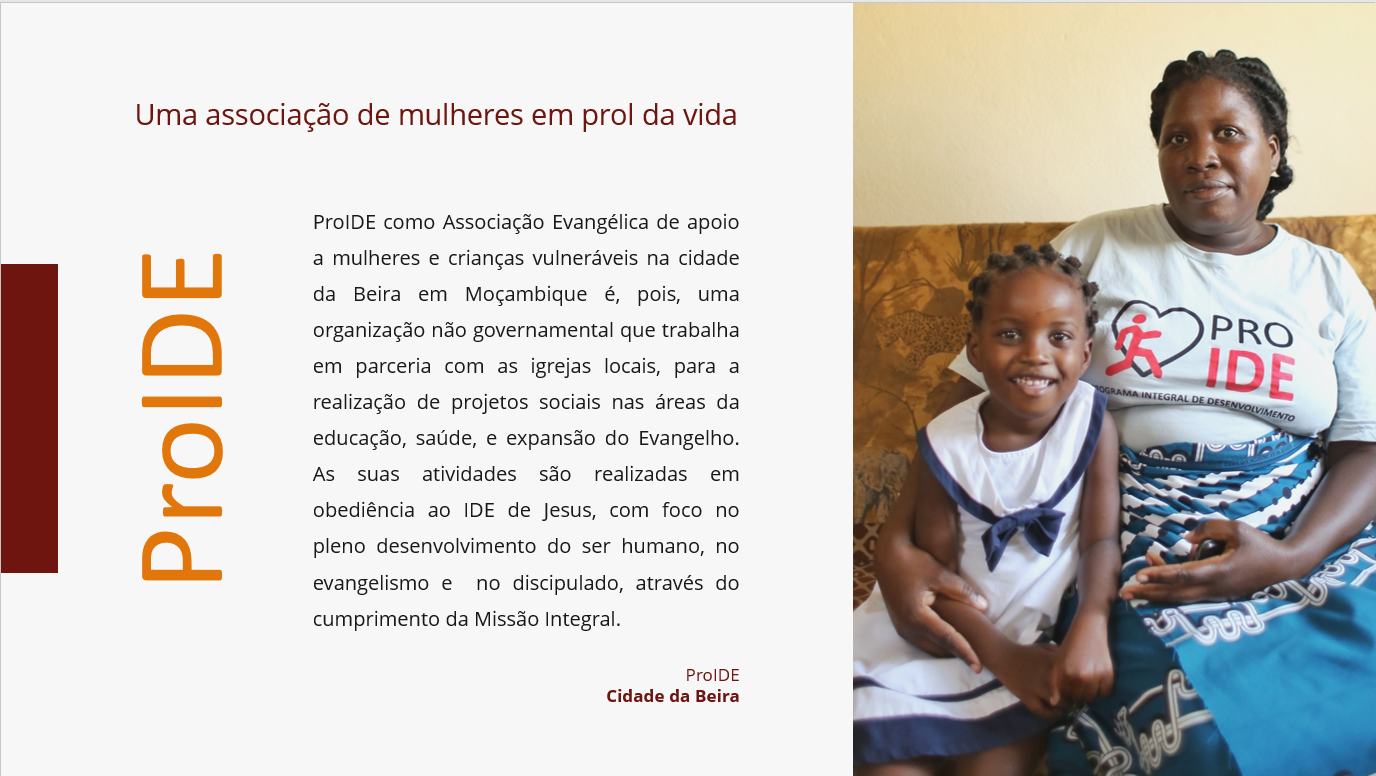 Uma associação de mulheres em prol da vida
ProIDE
ProIDE como Associação Evangélica de apoio
a mulheres e crianças vulneráveis na cidade
da Beira em Moçambique é, pois, uma
organização não governamental que trabalha
em parceria com as igrejas locais, para a
realização de projetos sociais nas áreas da
educação, saúde, e expansão do Evangelho.
As suas atividades são realizadas em
obediência ao IDE de Jesus, com foco no
pleno desenvolvimento do ser humano, no
evangelismo e no discipulado, através do
cumprimento da Missão Integral.
ProIDE
Cidade da Beira
PRO
IDE
INTEGRAL DE DESENVOLVIMENTO